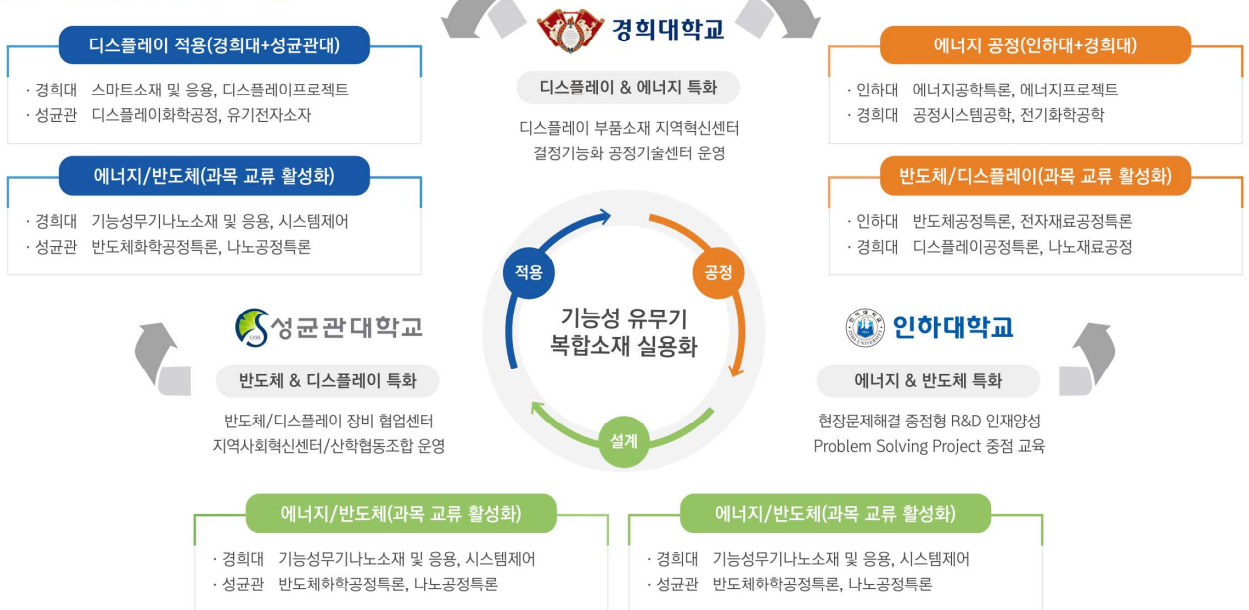 경희대학교
디스플레이 & 에너지 특화
디스플레이 부품소재 지역혁신센터
결정기능화 공정기술센터 운영
디스플레이 적용(경희대+성균관대)
· 경희대 스마트소재 및 응용, 디스플레이프로젝트
· 성균관 디스플레이화학공정, 유기전자소자
에너지/반도체(과목 교류 활성화)
· 경희대 기능성무기나노소재 및 응용, 시스템제어
· 성균관 반도체화학공정특론, 나노공정특론
에너지 공정(인하대+경희대)
· 인하대 에너지공학특론, 에너지프로젝트
· 경희대 공정시스템공학, 전기화학공학
반도체/디스플레이(과목 교류 활성화)
· 인하대 반도체공정특론, 전자재료공정특론
· 경희대 디스플레이공정특론, 나노재료공정
적용
공정
설계
기능성 유무기
복합소재 실용화
1398
성균관대학교
반도체 & 디스플레이 특화
반도체/디스플레이 장비 협업센터
지역사회혁신센터/산학협동조합 운영
인하대학교
에너지 & 반도체 특화
현장문제해결 중점형 R&D 인재양성
Problem Solving Project 중점 교육
에너지/반도체(과목 교류 활성화)
· 경희대 기능성무기나노소재 및 응용, 시스템제어
· 성균관 반도체화학공정특론, 나노공정특론
에너지/반도체(과목 교류 활성화)
· 경희대 기능성무기나노소재 및 응용, 시스템제어
· 성균관 반도체화학공정특론, 나노공정특론